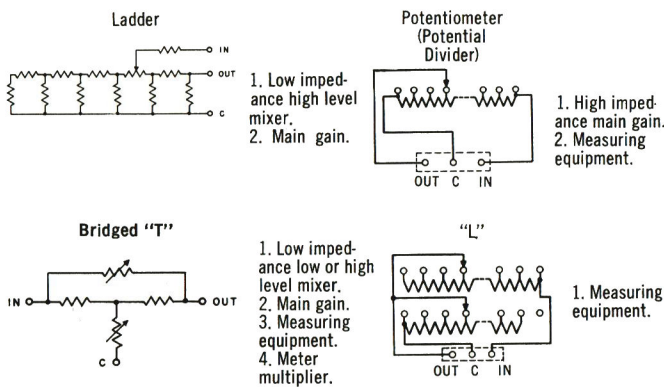 Ladder
IN
OUT
C
1. Low imped-
ance high level
mixer.
2. Main gain.
Potentiometer
(Potential
Divider)
OUT C IN
1. High imped-
ance main gain.
2. Measuring
equipment.
Bridged "T"
IN
OUT
C
1. Low imped-
ance low or high
level mixer.
2. Main gain.
3. Measuring
equipment.
4. Meter
multiplier.
"L"
OUT C IN
1. Measuring
equipment.